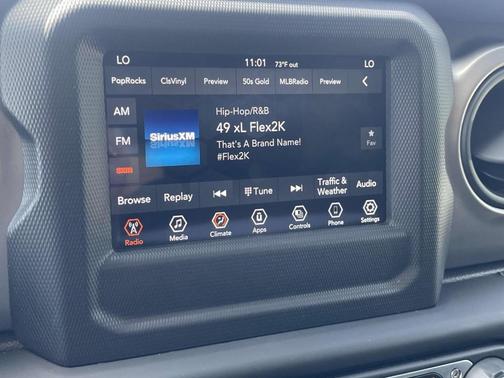 LO 11:01 73°F out LO
PopRocks ClsVinyl Preview 50s Gold MLBRadio Preview
AM
FM
SXM
SiriusXM
Hip-Hop/R&B
49 xL Flex2K
That's A Brand Name!
#Flex2K
Fav
Browse Replay Tune Traffic & Weather Audio
Radio Media Climate Apps Controls Phone Settings